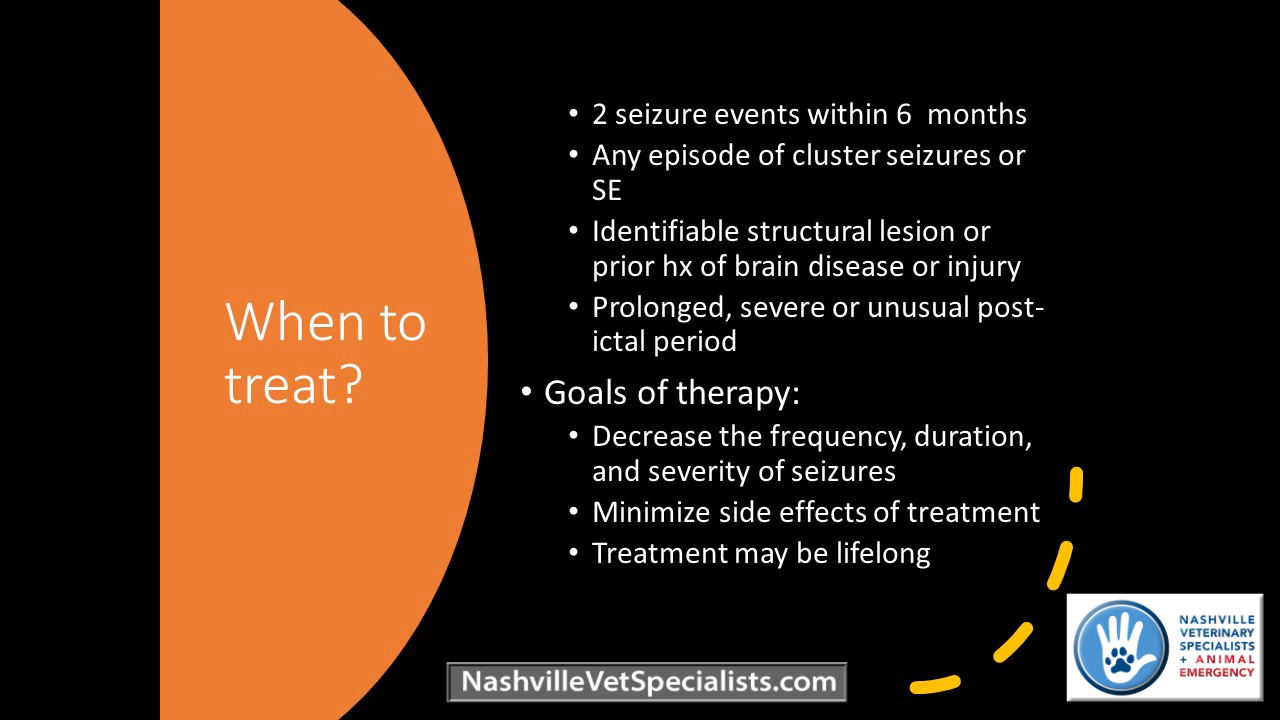 When to
treat?
• 2 seizure events within 6  months
• Any episode of cluster seizures or
SE
• Identifiable structural lesion or
prior hx of brain disease or injury
• Prolonged, severe or unusual post-
ictal period
• Goals of therapy:
• Decrease the frequency, duration,
and severity of seizures
• Minimize side effects of treatment
• Treatment may be lifelong
NashvilleVetSpecialists.com
NASHVILLE
VETERINARY
SPECIALISTS
+ ANIMAL
EMERGENCY